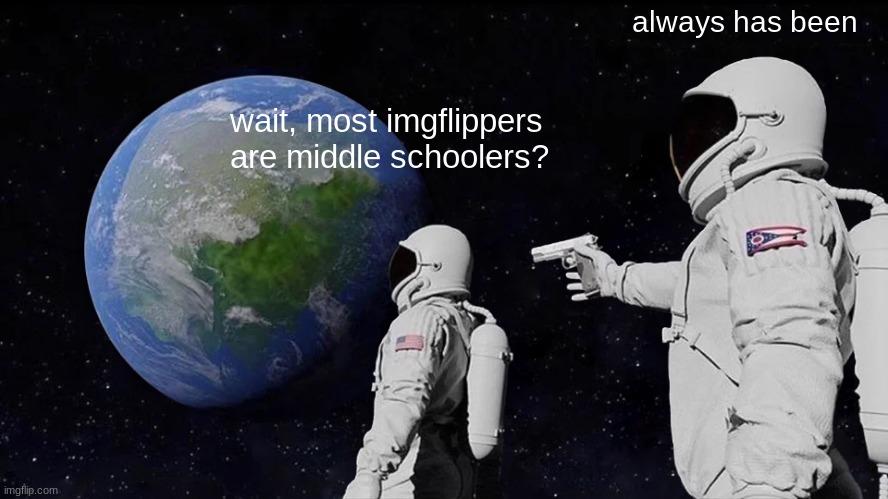 always has been
wait, most imgflippers
are middle schoolers?
imgflip.com